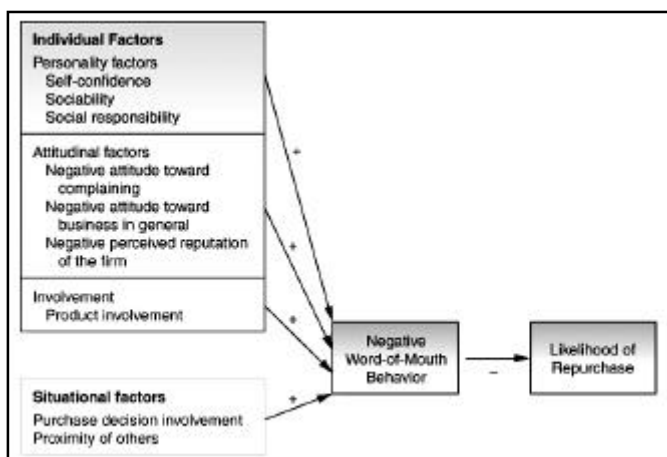 Individual Factors
Personality factors
Self-confidence
Sociability
Social responsibility
Attitudinal factors
Negative attitude toward
complaining
Negative attitude toward
business in general
Negative perceived reputation
of the firm
Involvement
Product involvement
Situational factors
Purchase decision involvement
Proximity of others
+
+
+
+
Negative
Word-of-Mouth
Behavior
–
Likelihood of
Repurchase